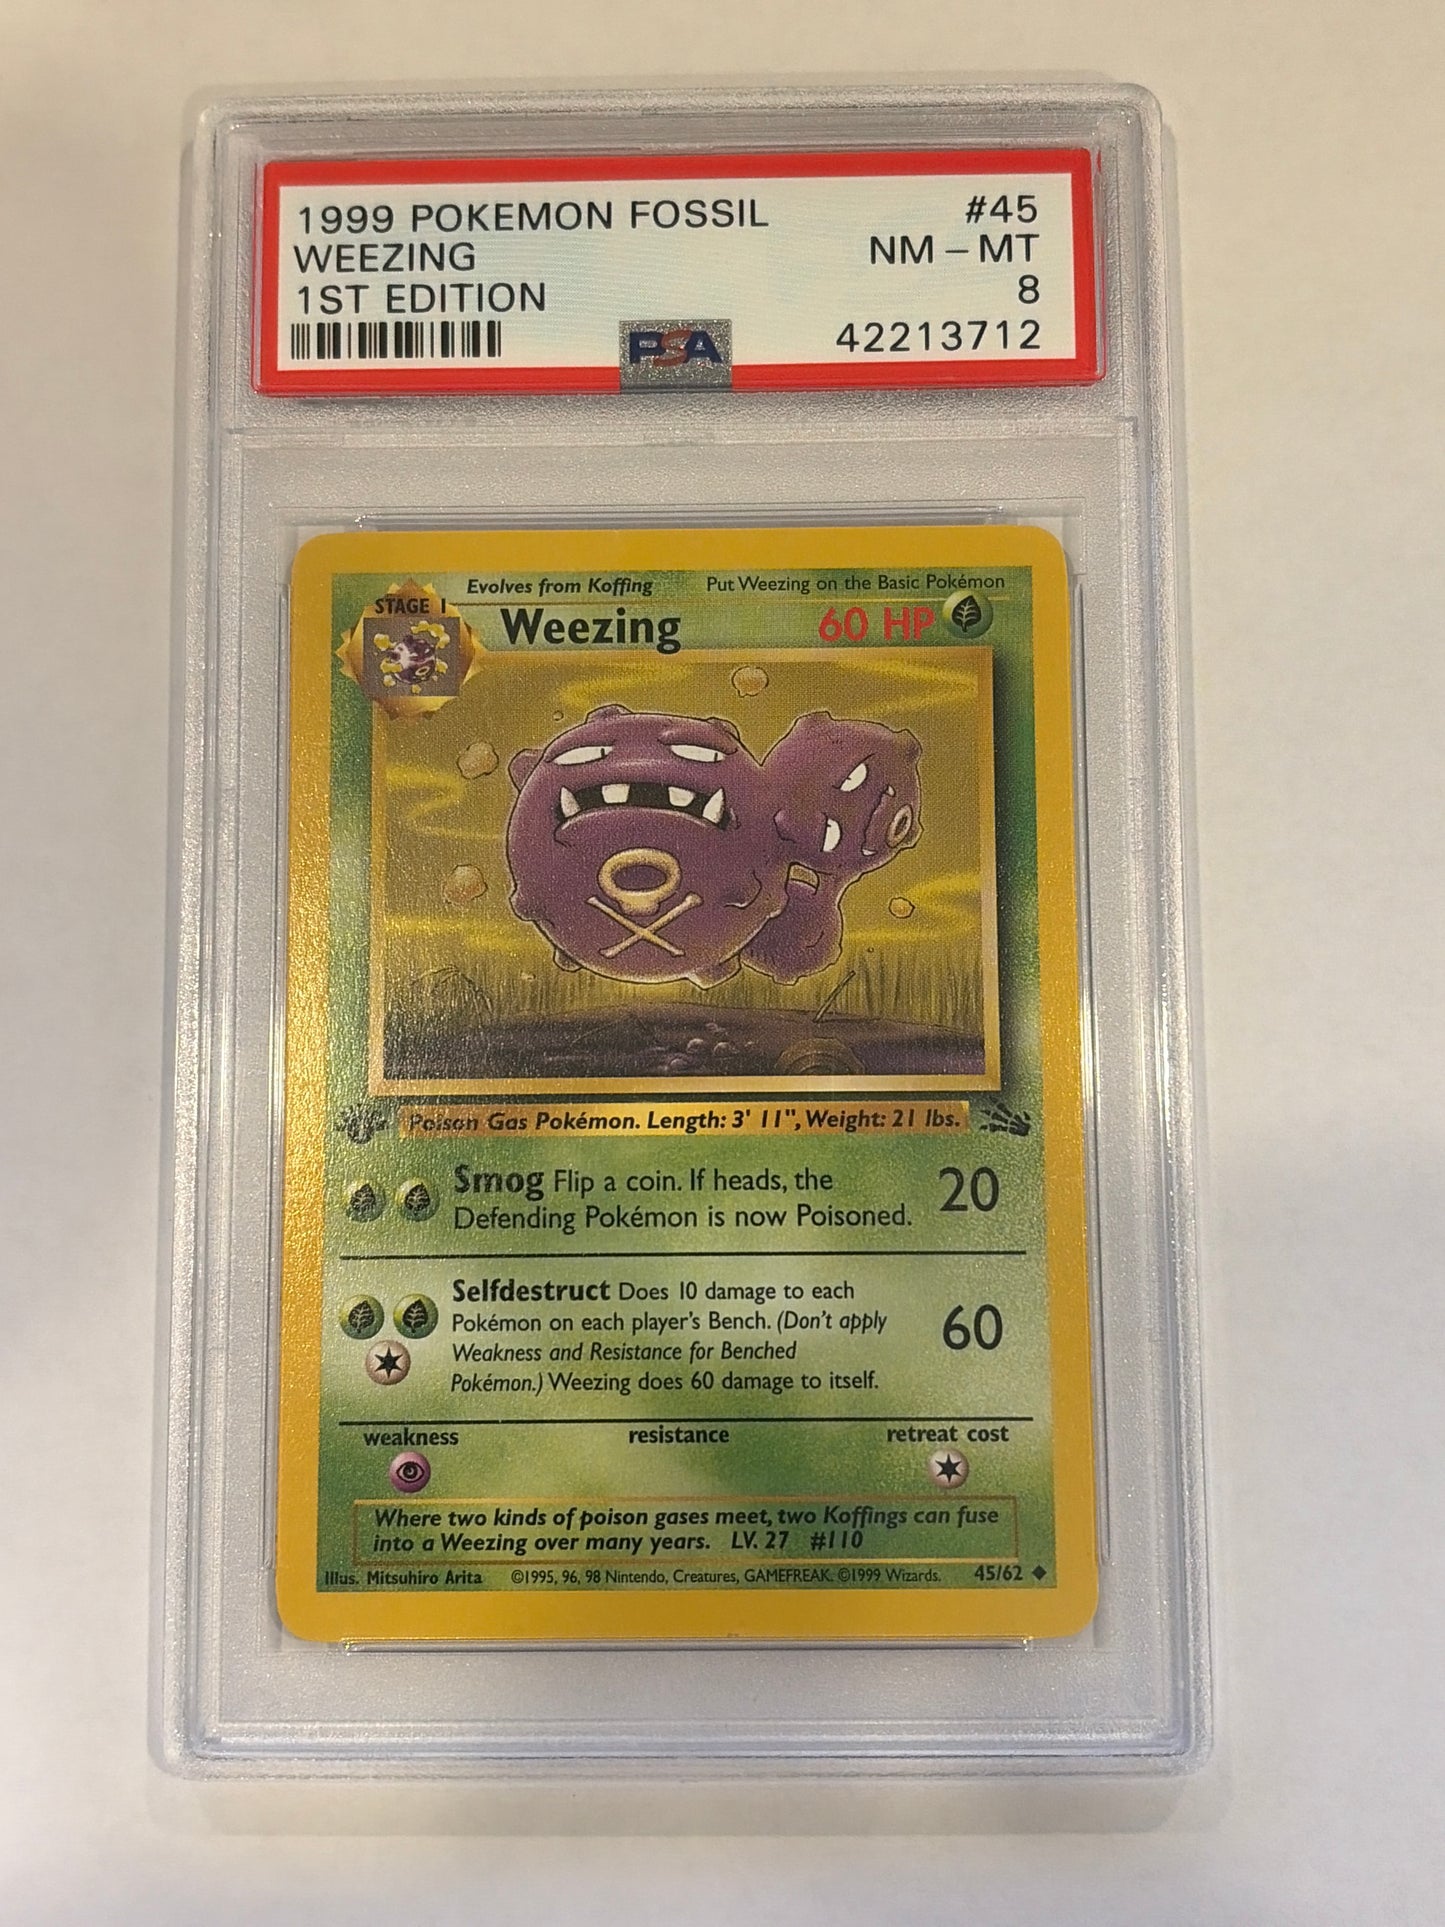 1999 POKEMON FOSSIL #45
WEEZING NM - MT
1ST EDITION 8
PSA 42213712
Evolves from Koffing Put Weezing on the Basic Pokémon
STAGE 1
Weezing 60 HP
Poison Gas Pokémon. Length: 3' 11", Weight: 21 lbs.
Smog Flip a coin. If heads, the
Defending Pokémon is now Poisoned.
20
Selfdestruct Does 10 damage to each
Pokémon on each player's Bench. (Don't apply
Weakness and Resistance for Benched
Pokémon.) Weezing does 60 damage to itself.
60
weakness resistance retreat cost
Where two kinds of poison gases meet, two Koffings can fuse
into a Weezing over many years. LV. 27 #110
Illus. Mitsuhiro Arita ©1995, 96, 98 Nintendo, Creatures, GAMEFREAK. ©1999 Wizards. 45/62